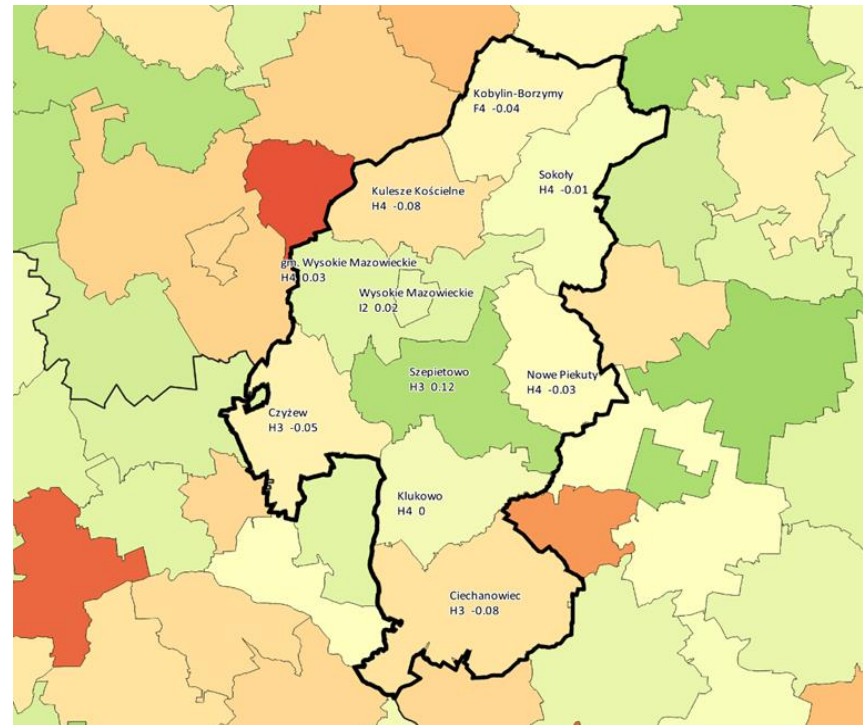 Kobylin-Borzymy
F4 -0.04
Sokoły
H4 -0.01
Kulesze Kościelne
H4 -0.08
gm. Wysokie Mazowieckie
H4 0.03
Wysokie Mazowieckie
I2 0.02
Szepietowo
H3 0.12
Nowe Piekuty
H4 -0.03
Czyżew
H3 -0.05
Klukowo
H4 0
Ciechanowiec
H3 -0.08